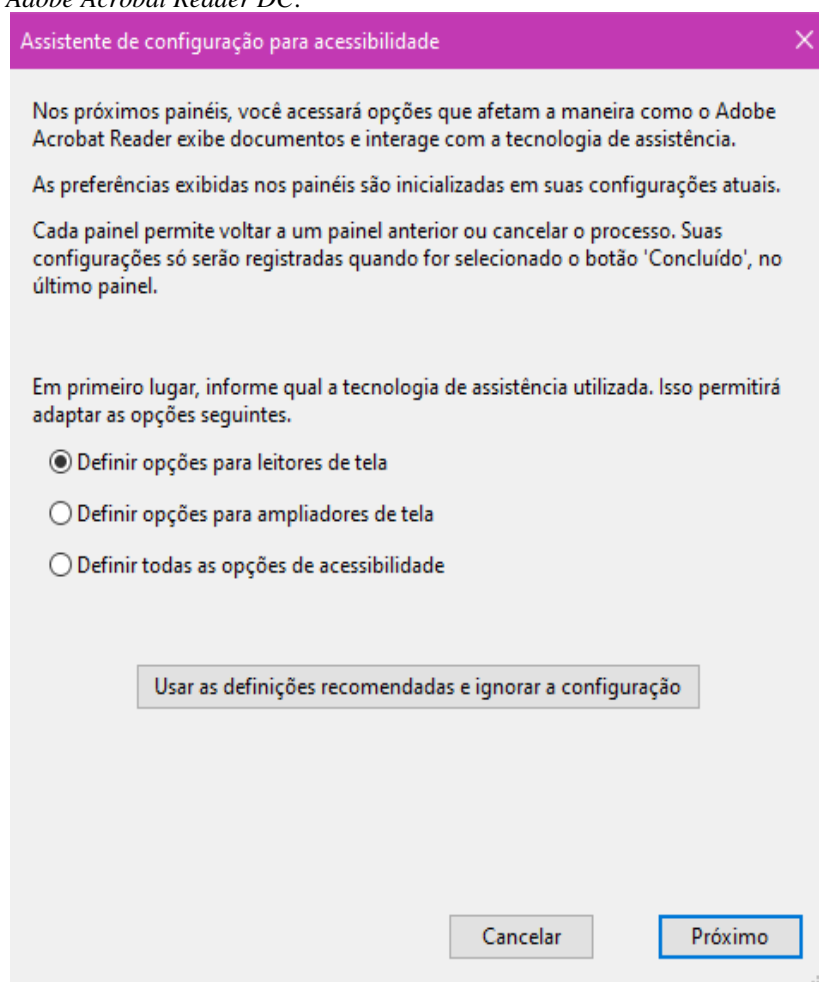 Adobe Acrobat Reader DC.
Assistente de configuração para acessibilidade
Nos próximos painéis, você acessará opções que afetam a maneira como o Adobe
Acrobat Reader exibe documentos e interage com a tecnologia de assistência.
As preferências exibidas nos painéis são inicializadas em suas configurações atuais.
Cada painel permite voltar a um painel anterior ou cancelar o processo. Suas
configurações só serão registradas quando for selecionado o botão 'Concluído', no
último painel.
Em primeiro lugar, informe qual a tecnologia de assistência utilizada. Isso permitirá
adaptar as opções seguintes.
Definir opções para leitores de tela
Definir opções para ampliadores de tela
Definir todas as opções de acessibilidade
Usar as definições recomendadas e ignorar a configuração
Cancelar
Próximo